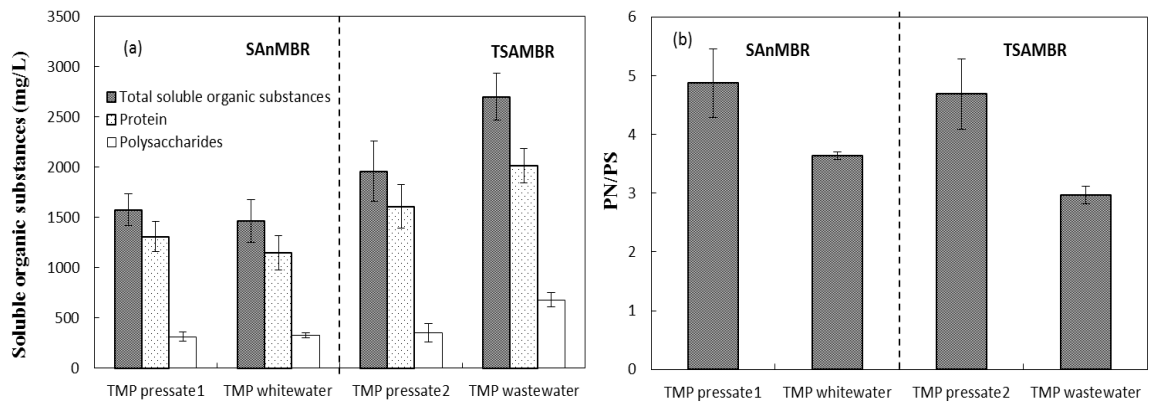 Soluble organic substances (mg/L)
3500
3000
2500
2000
1500
1000
500
0
(a)
SAnMBR
TSAMBR
Total soluble organic substances
Protein
Polysaccharides
TMP pressate1
TMP whitewater
TMP pressate2
TMP wastewater
PN/PS
6
5
4
3
2
1
0
(b)
SAnMBR
TSAMBR
TMP pressate1
TMP whitewater
TMP pressate2
TMP wastewater